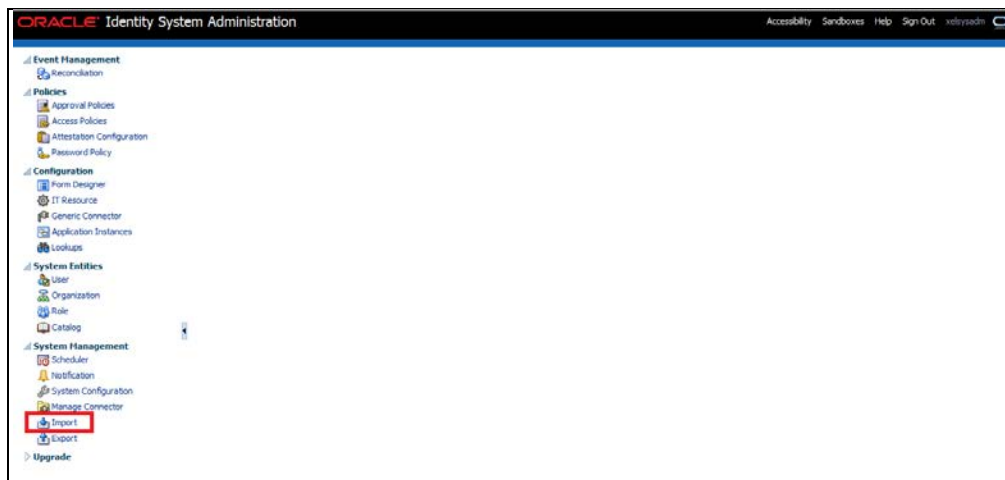 ORACLE® Identity System Administration
Accessibility Sandboxes Help Sign Out xelsysadm
Event Management
Reconciliation
Policies
Approval Policies
Access Policies
Attestation Configuration
Password Policy
Configuration
Form Designer
IT Resource
Generic Connector
Application Instances
Lookups
System Entities
User
Organization
Role
Catalog
System Management
Scheduler
Notification
System Configuration
Manage Connector
Import
Export
Upgrade